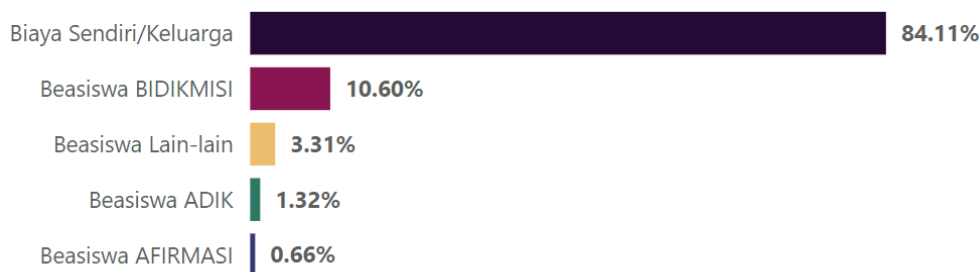 Biaya Sendiri/Keluarga 84.11%
Beasiswa BIDIKMISI 10.60%
Beasiswa Lain-lain 3.31%
Beasiswa ADIK 1.32%
Beasiswa AFIRMASI 0.66%